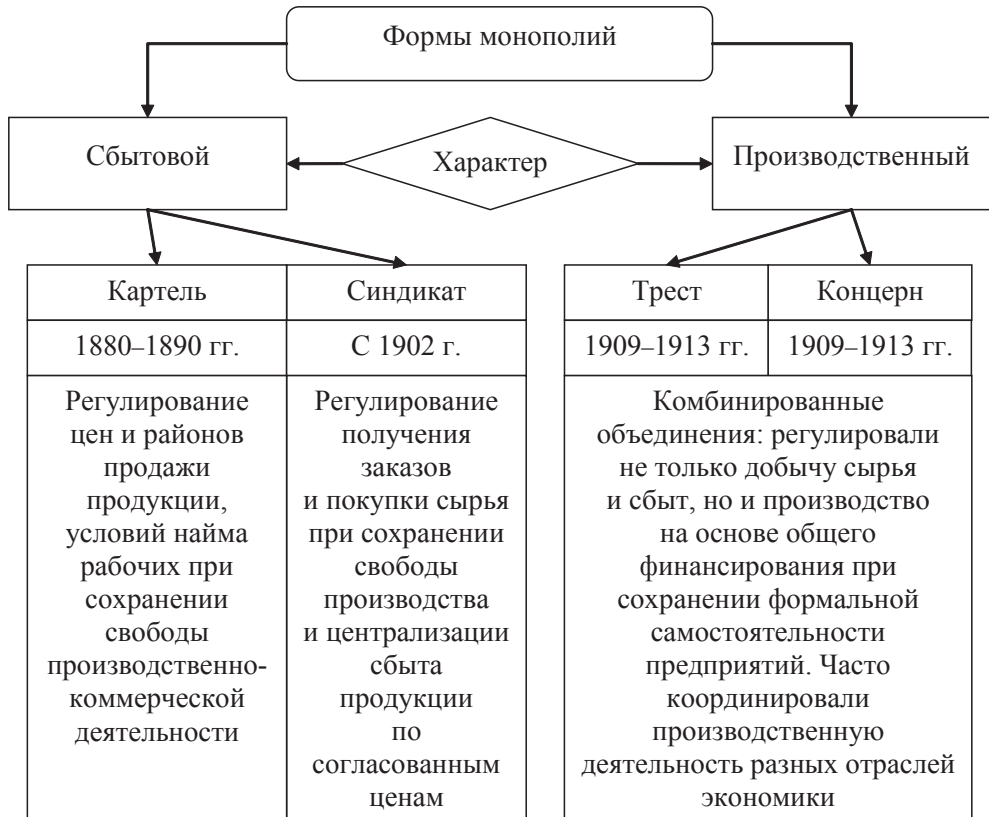 Формы монополий
Сбытовой
Характер
Производственный
Картель
Синдикат
Трест
Концерн
1880–1890 гг.
С 1902 г.
1909–1913 гг.
1909–1913 гг.
Регулирование
цен и районов
продажи
продукции,
условий найма
рабочих при
сохранении
свободы
производственно-
коммерческой
деятельности
Регулирование
получения
заказов
и покупки сырья
при сохранении
свободы
производства
и централизации
сбыта
продукции
по
согласованным
ценам
Комбинированные
объединения: регулировали
не только добычу сырья
и сбыт, но и производство
на основе общего
финансирования при
сохранении формальной
самостоятельности
предприятий. Часто
координировали
производственную
деятельность разных отраслей
экономики